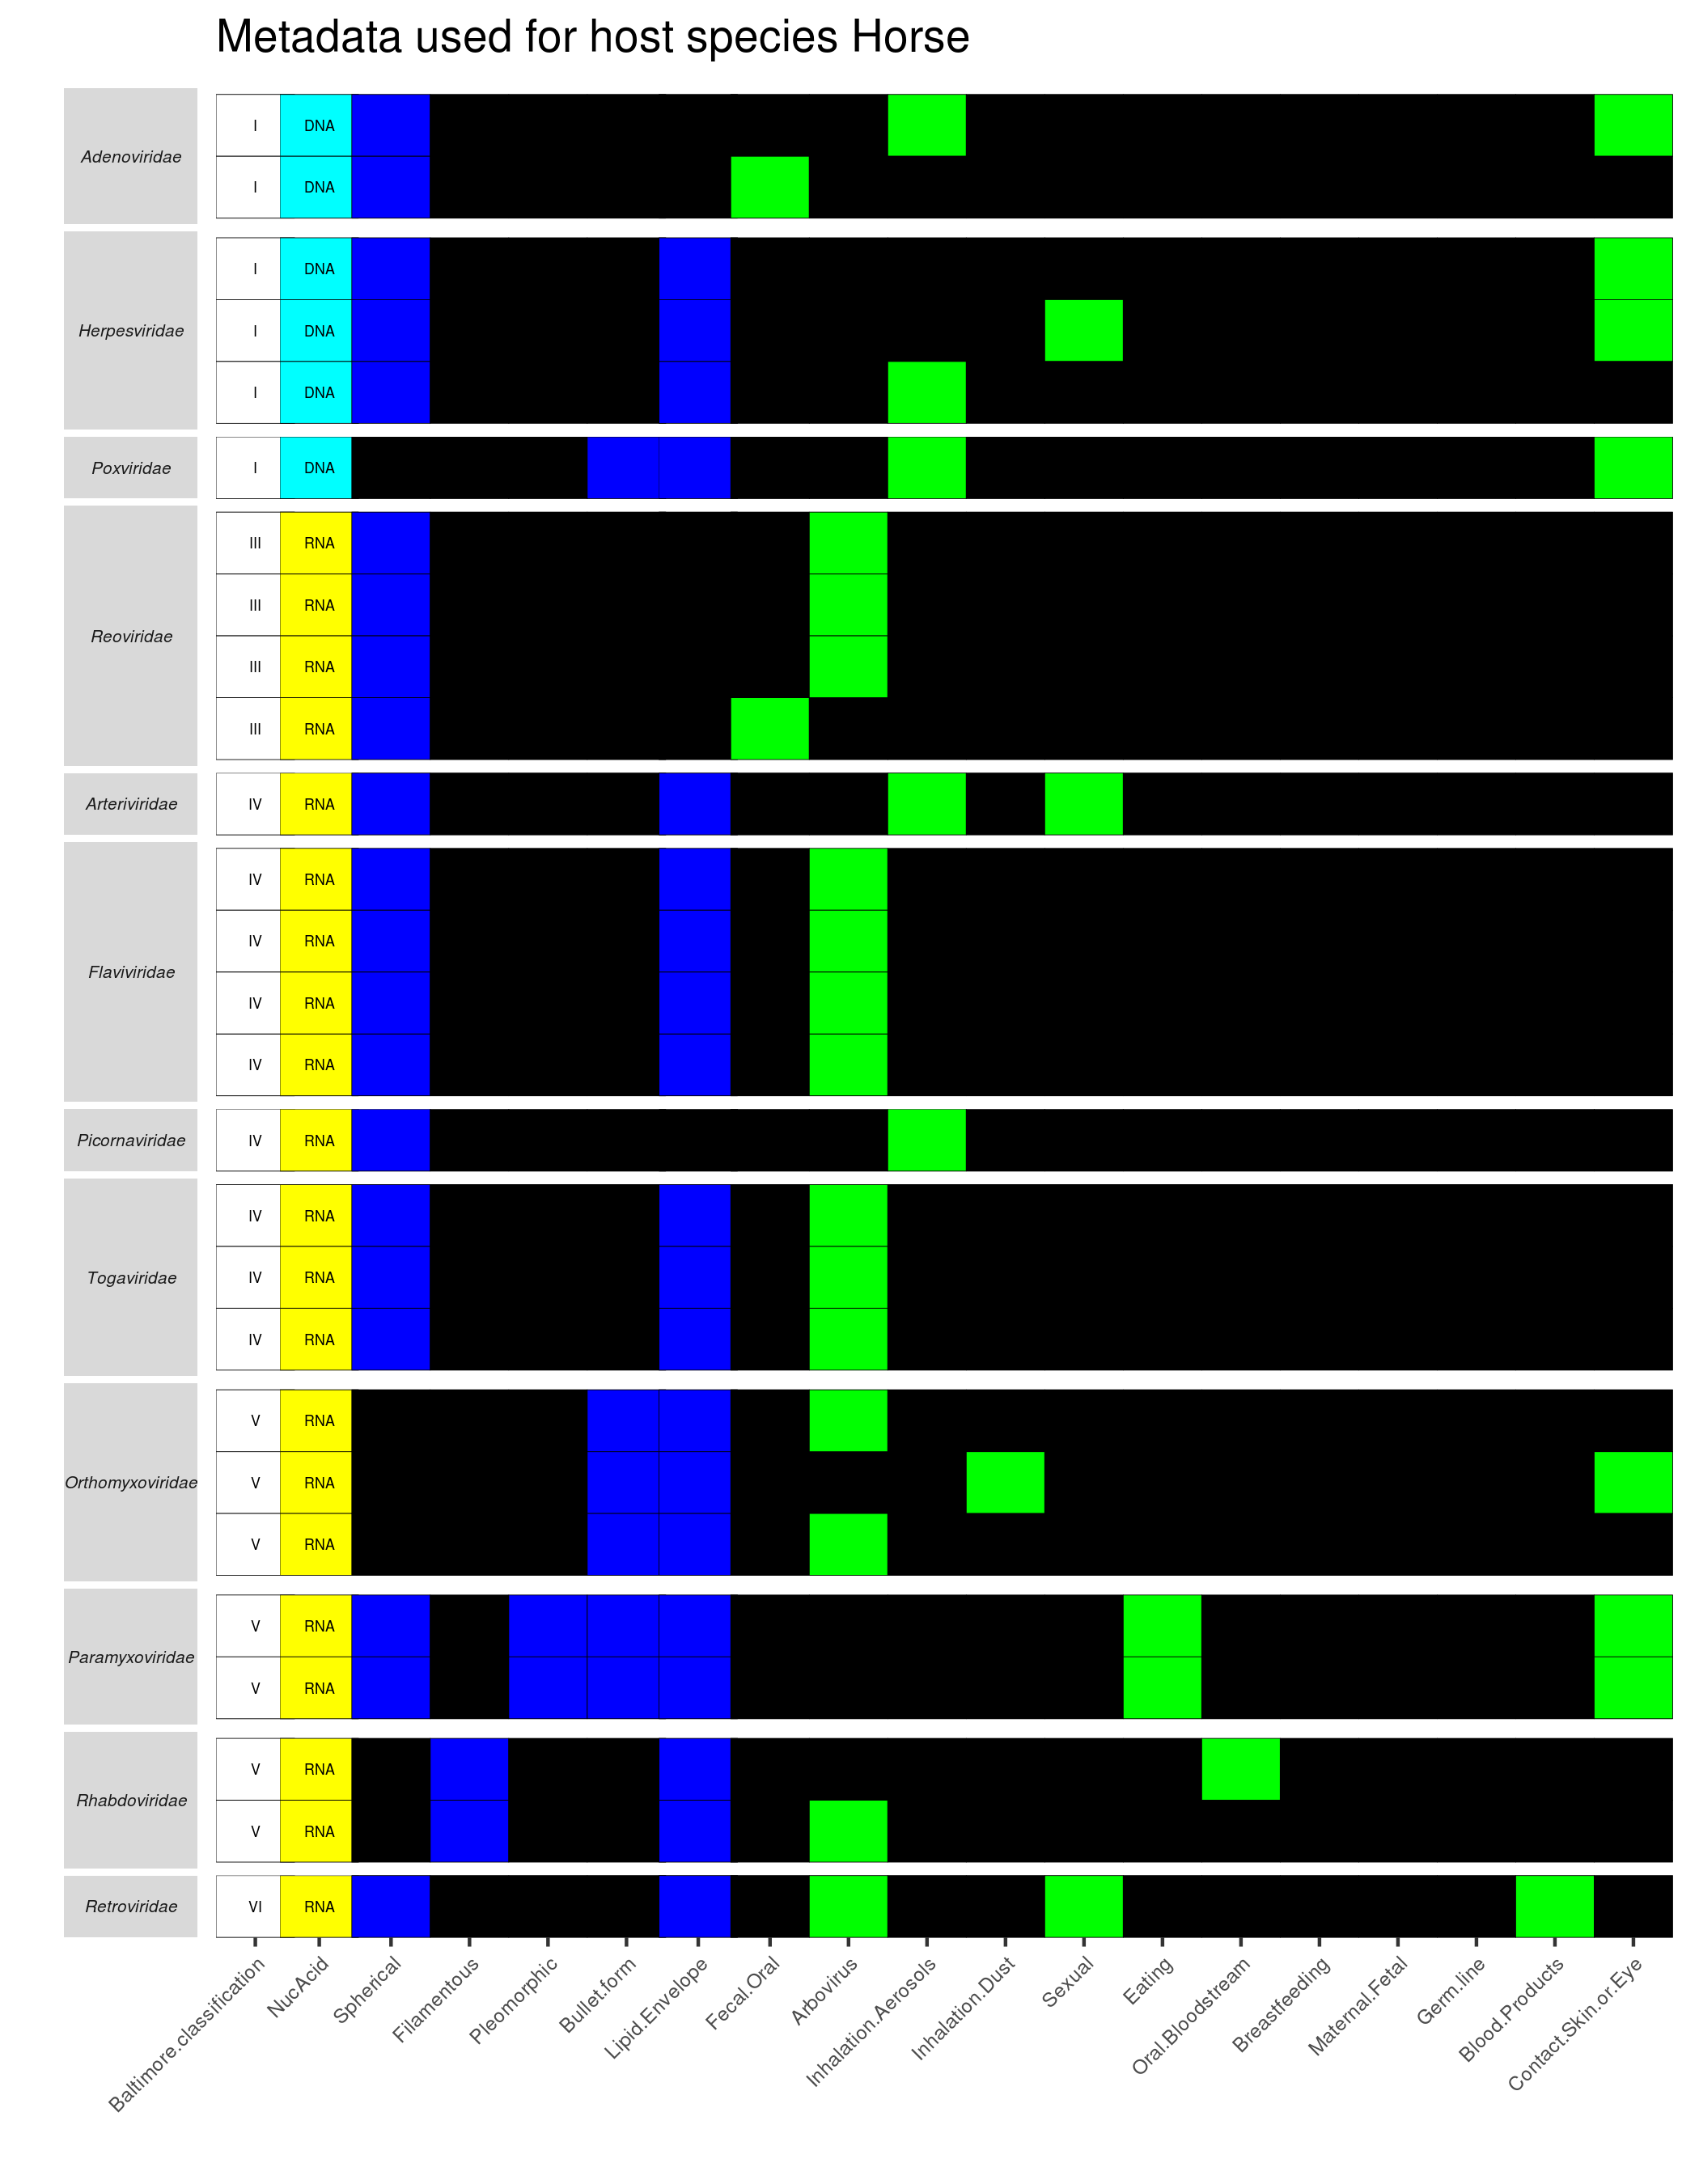 Metadata used for host species Horse
Adenoviridae
I DNA
I DNA
Herpesviridae
I DNA
I DNA
I DNA
Poxviridae
I DNA
Reoviridae
III RNA
III RNA
III RNA
III RNA
Arteriviridae
IV RNA
Flaviviridae
IV RNA
IV RNA
IV RNA
IV RNA
Picornaviridae
IV RNA
Togaviridae
IV RNA
IV RNA
IV RNA
Orthomyxoviridae
V RNA
V RNA
V RNA
Paramyxoviridae
V RNA
V RNA
Rhabdoviridae
V RNA
V RNA
Retroviridae
VI RNA
Baltimore.classification
NucAcid
Spherical
Filamentous
Pleomorphic
Bullet.form
Lipid.Envelope
Fecal.Oral
Arbovirus
Inhalation.Aerosols
Inhalation.Dust
Sexual
Eating
Oral.Bloodstream
Breastfeeding
Maternal.Fetal
Germ.line
Blood.Products
Contact.Skin.or.Eye